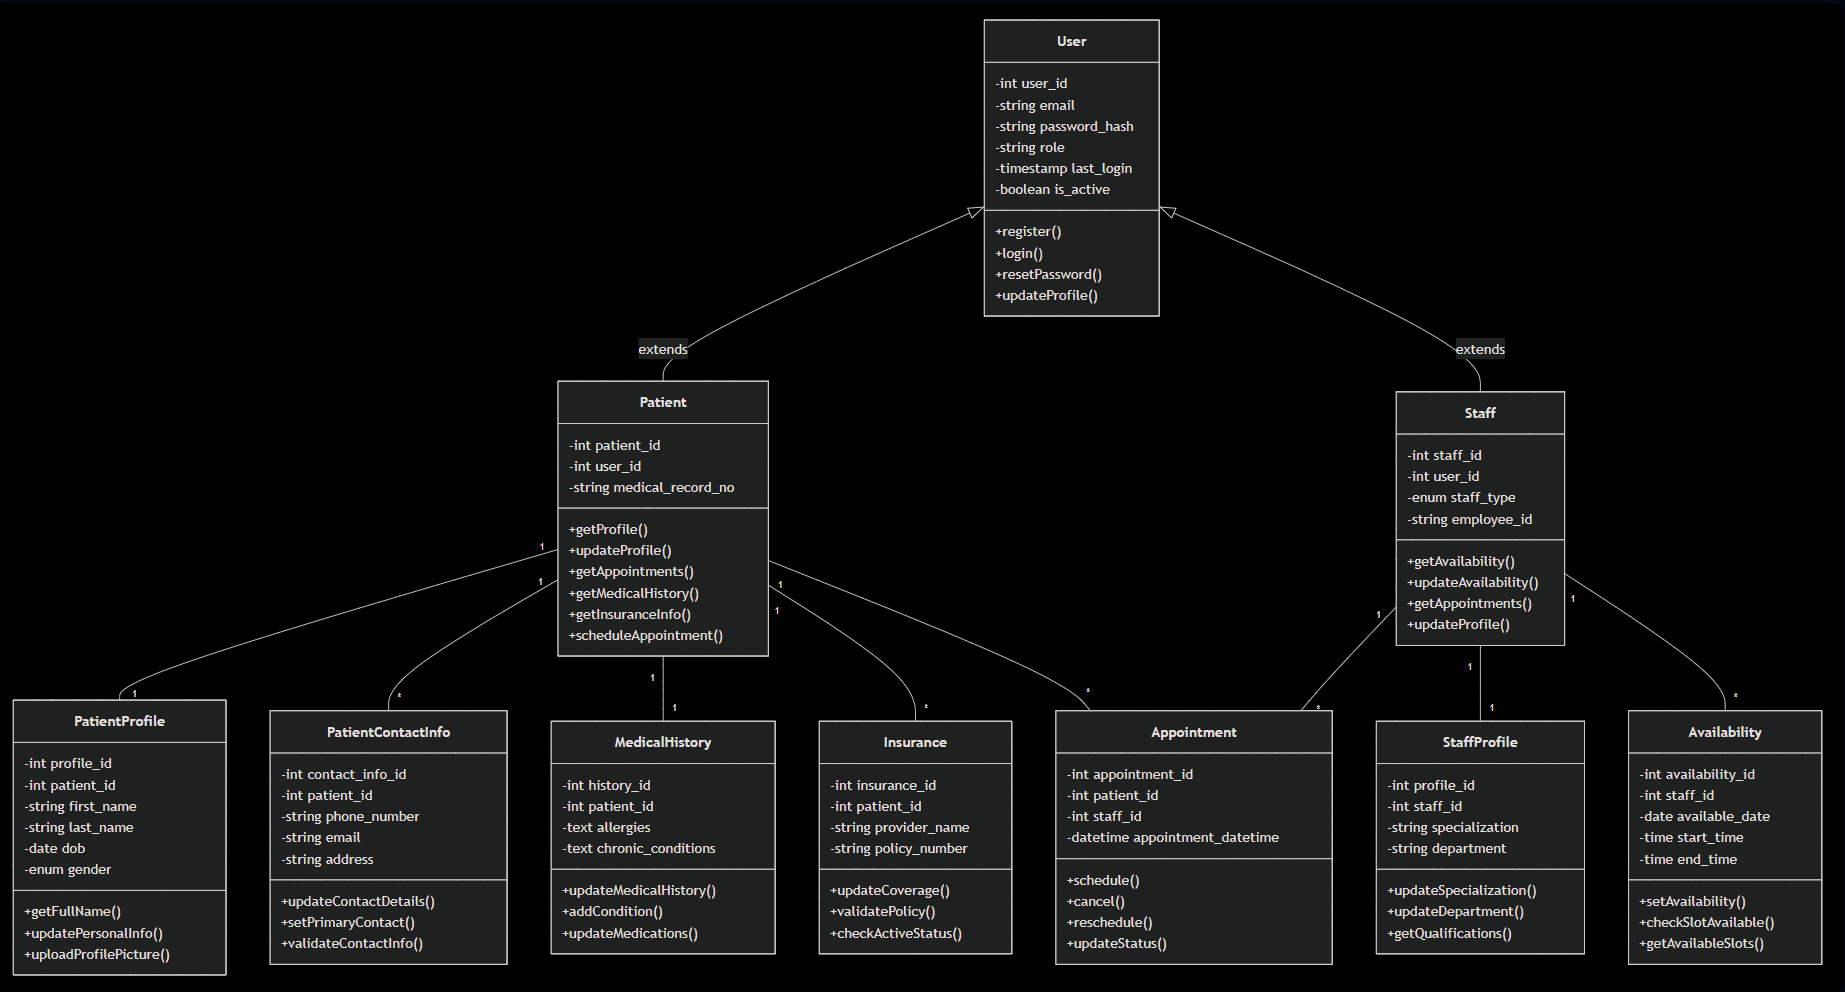 User
-int user_id
-string email
-string password_hash
-string role
-timestamp last_login
-boolean is_active
+register()
+login()
+resetPassword()
+updateProfile()
extends
extends
Patient
-int patient_id
-int user_id
-string medical_record_no
+getProfile()
+updateProfile()
+getAppointments()
+getMedicalHistory()
+getInsuranceInfo()
+scheduleAppointment()
Staff
-int staff_id
-int user_id
-enum staff_type
-string employee_id
+getAvailability()
+updateAvailability()
+getAppointments()
+updateProfile()
1
1
1
1
1
1
1
1
1
*
1
*
*
*
1
*
PatientProfile
-int profile_id
-int patient_id
-string first_name
-string last_name
-date dob
-enum gender
+getFullName()
+updatePersonalInfo()
+uploadProfilePicture()
PatientContactInfo
-int contact_info_id
-int patient_id
-string phone_number
-string email
-string address
+updateContactDetails()
+setPrimaryContact()
+validateContactInfo()
MedicalHistory
-int history_id
-int patient_id
-text allergies
-text chronic_conditions
+updateMedicalHistory()
+addCondition()
+updateMedications()
Insurance
-int insurance_id
-int patient_id
-string provider_name
-string policy_number
+updateCoverage()
+validatePolicy()
+checkActiveStatus()
Appointment
-int appointment_id
-int patient_id
-int staff_id
-datetime appointment_datetime
+schedule()
+cancel()
+reschedule()
+updateStatus()
StaffProfile
-int profile_id
-int staff_id
-string specialization
-string department
+updateSpecialization()
+updateDepartment()
+getQualifications()
Availability
-int availability_id
-int staff_id
-date available_date
-time start_time
-time end_time
+setAvailability()
+checkSlotAvailable()
+getAvailableSlots()